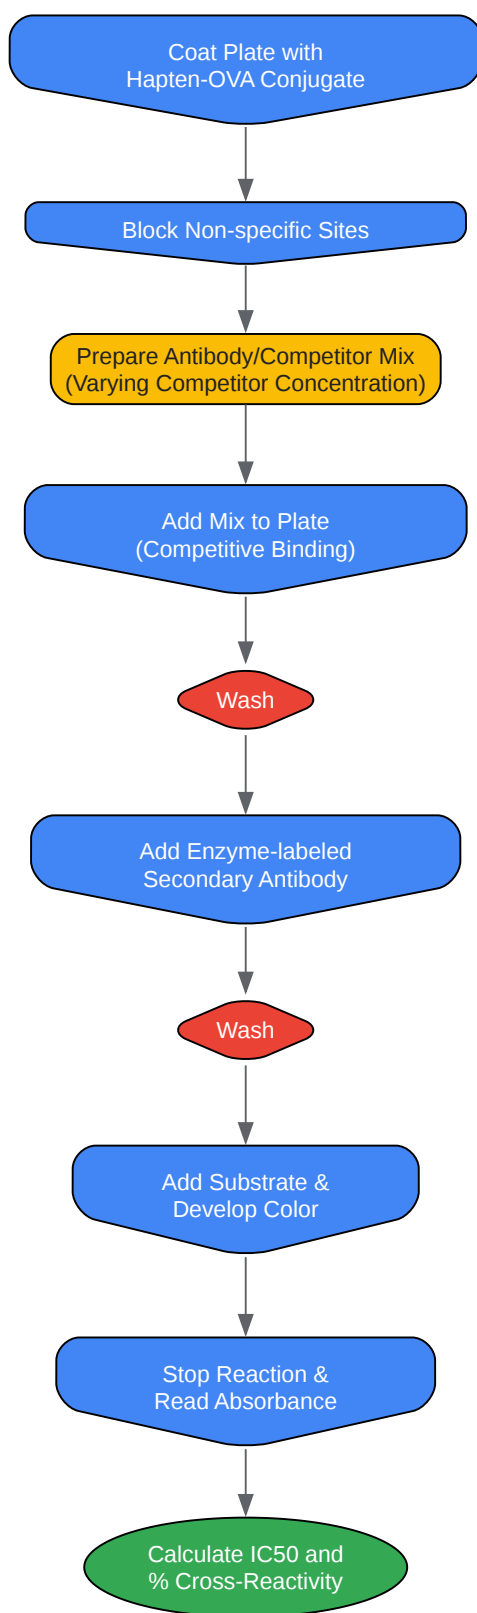 Coat Plate with
Hapten-OVA Conjugate
Block Non-specific Sites
Prepare Antibody/Competitor Mix
(Varying Competitor Concentration)
Add Mix to Plate
(Competitive Binding)
Wash
Add Enzyme-labeled
Secondary Antibody
Wash
Add Substrate &
Develop Color
Stop Reaction &
Read Absorbance
Calculate IC50 and
% Cross-Reactivity